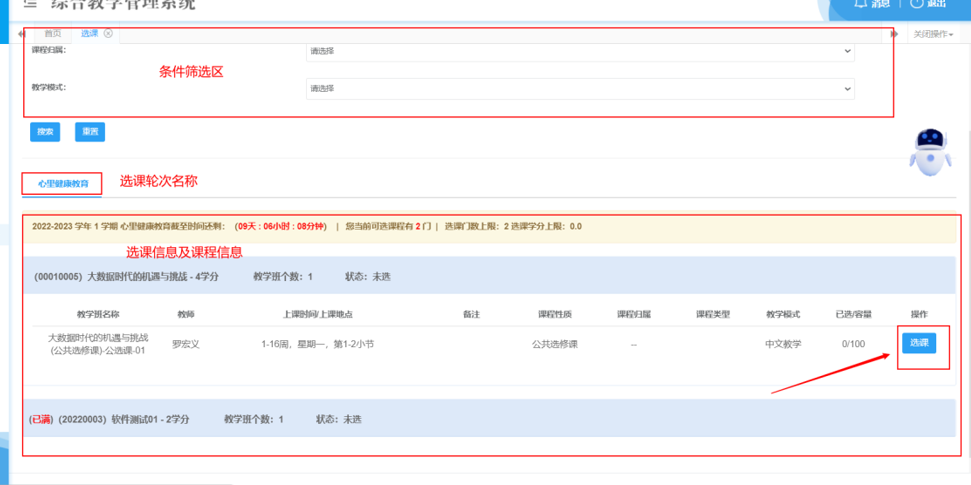 综合教学管理系统 消息 退出
首页 选课 关闭操作
课程归属： 请选择
条件筛选区
教学模式： 请选择
搜索 重置
心里健康教育 选课轮次名称
2022-2023 学年 1 学期 心里健康教育截至时间还剩：（09天：06小时：08分钟） | 您当前可选课程有 2 门 | 选课门数上限：2 选课学分上限：0.0
选课信息及课程信息
(00010005) 大数据时代的机遇与挑战 - 4学分 教学班个数：1 状态：未选
教学班名称 教师 上课时间/上课地点 备注 课程性质 课程归属 课程类型 教学模式 已选/容量 操作
大数据时代的机遇与挑战
(公共选修课)-公选课-01 罗宏义 1-16周，星期一，第1-2小节 公共选修课 -- 中文教学 0/100 选课
(已满) (20220003) 软件测试01 - 2学分 教学班个数：1 状态：未选